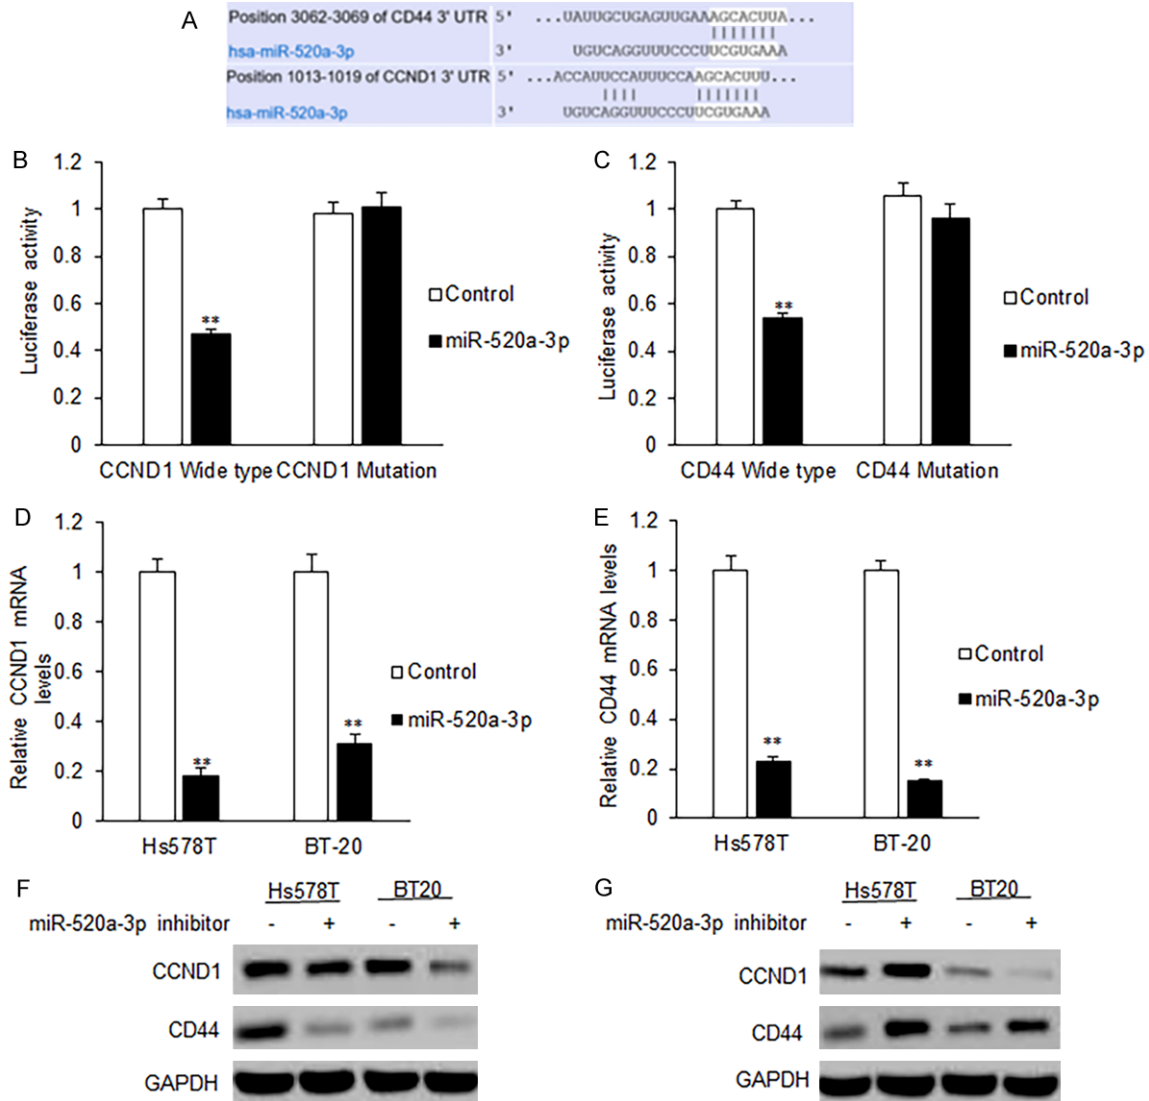 A
Position 3062-3069 of CD44 3' UTR 5' ...UAUUGCUGAGUUGAAAGCACUUA...
hsa-miR-520a-3p 3' UGUCAGGUUUCCCUUCGUGAAA
Position 1013-1019 of CCND1 3' UTR 5' ...ACCAUUCCAUUUCCAAGCACUUU...
hsa-miR-520a-3p 3' UGUCAGGUUUCCCUUCGUGAAA
B
Luciferase activity
1.2
1
0.8
0.6
0.4
0.2
0
**
CCND1 Wide type CCND1 Mutation
Control
miR-520a-3p
C
Luciferase activity
1.2
1
0.8
0.6
0.4
0.2
0
**
CD44 Wide type CD44 Mutation
Control
miR-520a-3p
D
Relative CCND1 mRNA
levels
1.2
1
0.8
0.6
0.4
0.2
0
**
**
Hs578T BT-20
Control
miR-520a-3p
E
Relative CD44 mRNA levels
1.2
1
0.8
0.6
0.4
0.2
0
**
**
Hs578T BT-20
Control
miR-520a-3p
F
Hs578T BT20
miR-520a-3p inhibitor - + - +
CCND1
CD44
GAPDH
G
Hs578T BT20
miR-520a-3p inhibitor - + - +
CCND1
CD44
GAPDH